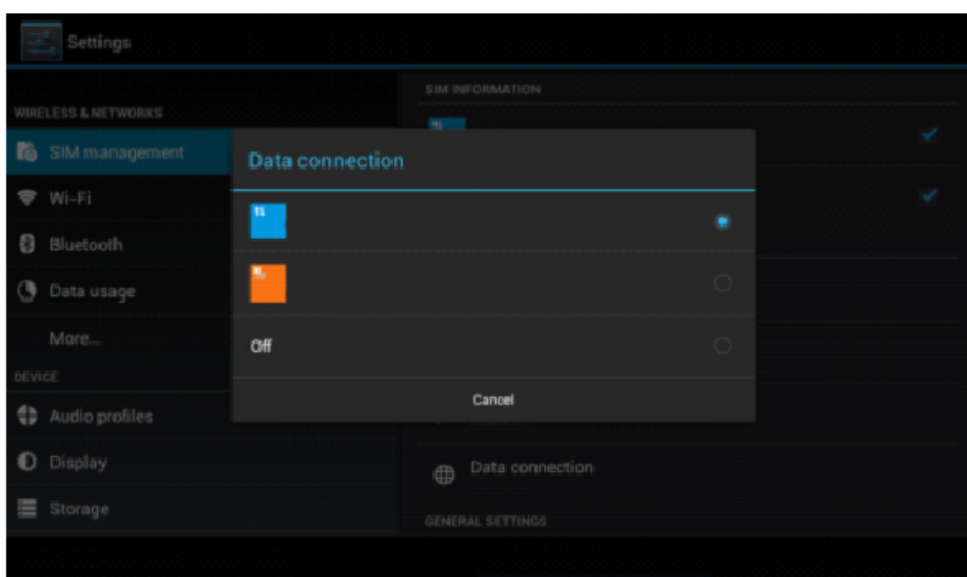 Settings
SIM INFORMATION
WIRELESS & NETWORKS
SIM management
Wi-Fi
Bluetooth
Data usage
More...
DEVICE
Audio profiles
Display
Storage
Data connection
Off
Cancel
Data connection
GENERAL SETTINGS